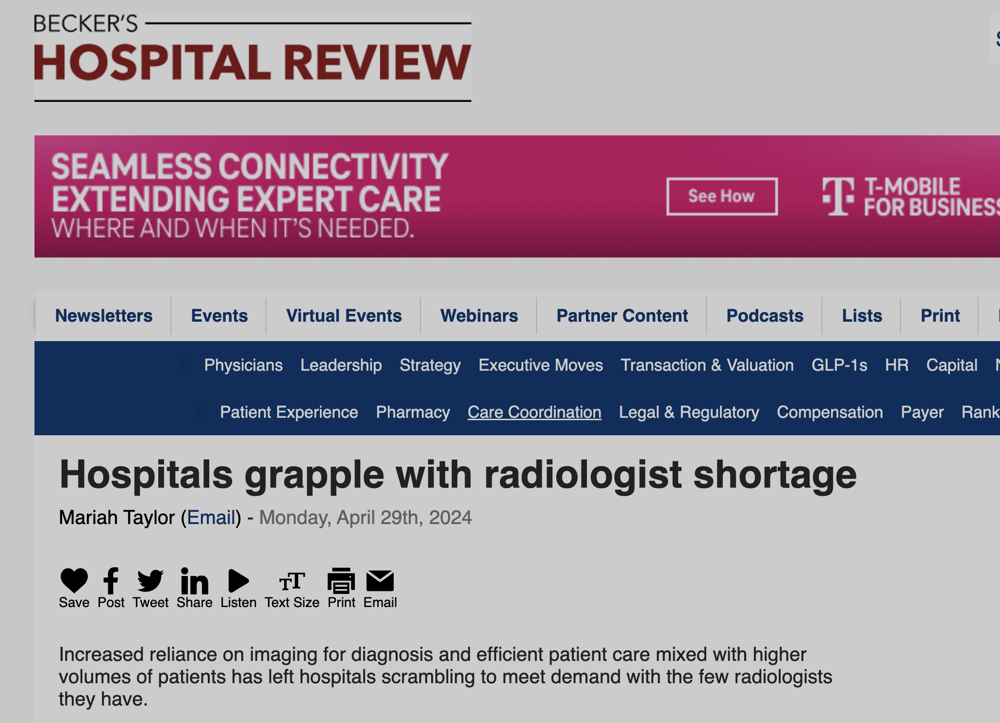 BECKER'S
HOSPITAL REVIEW
SEAMLESS CONNECTIVITY
EXTENDING EXPERT CARE
WHERE AND WHEN IT'S NEEDED.
See How
T-MOBILE
FOR BUSINESS
Newsletters Events Virtual Events Webinars Partner Content Podcasts Lists Print
Physicians Leadership Strategy Executive Moves Transaction & Valuation GLP-1s HR Capital
Patient Experience Pharmacy Care Coordination Legal & Regulatory Compensation Payer Rank
Hospitals grapple with radiologist shortage
Mariah Taylor (Email) - Monday, April 29th, 2024
Save Post Tweet Share Listen Text Size Print Email
Increased reliance on imaging for diagnosis and efficient patient care mixed with higher
volumes of patients has left hospitals scrambling to meet demand with the few radiologists
they have.